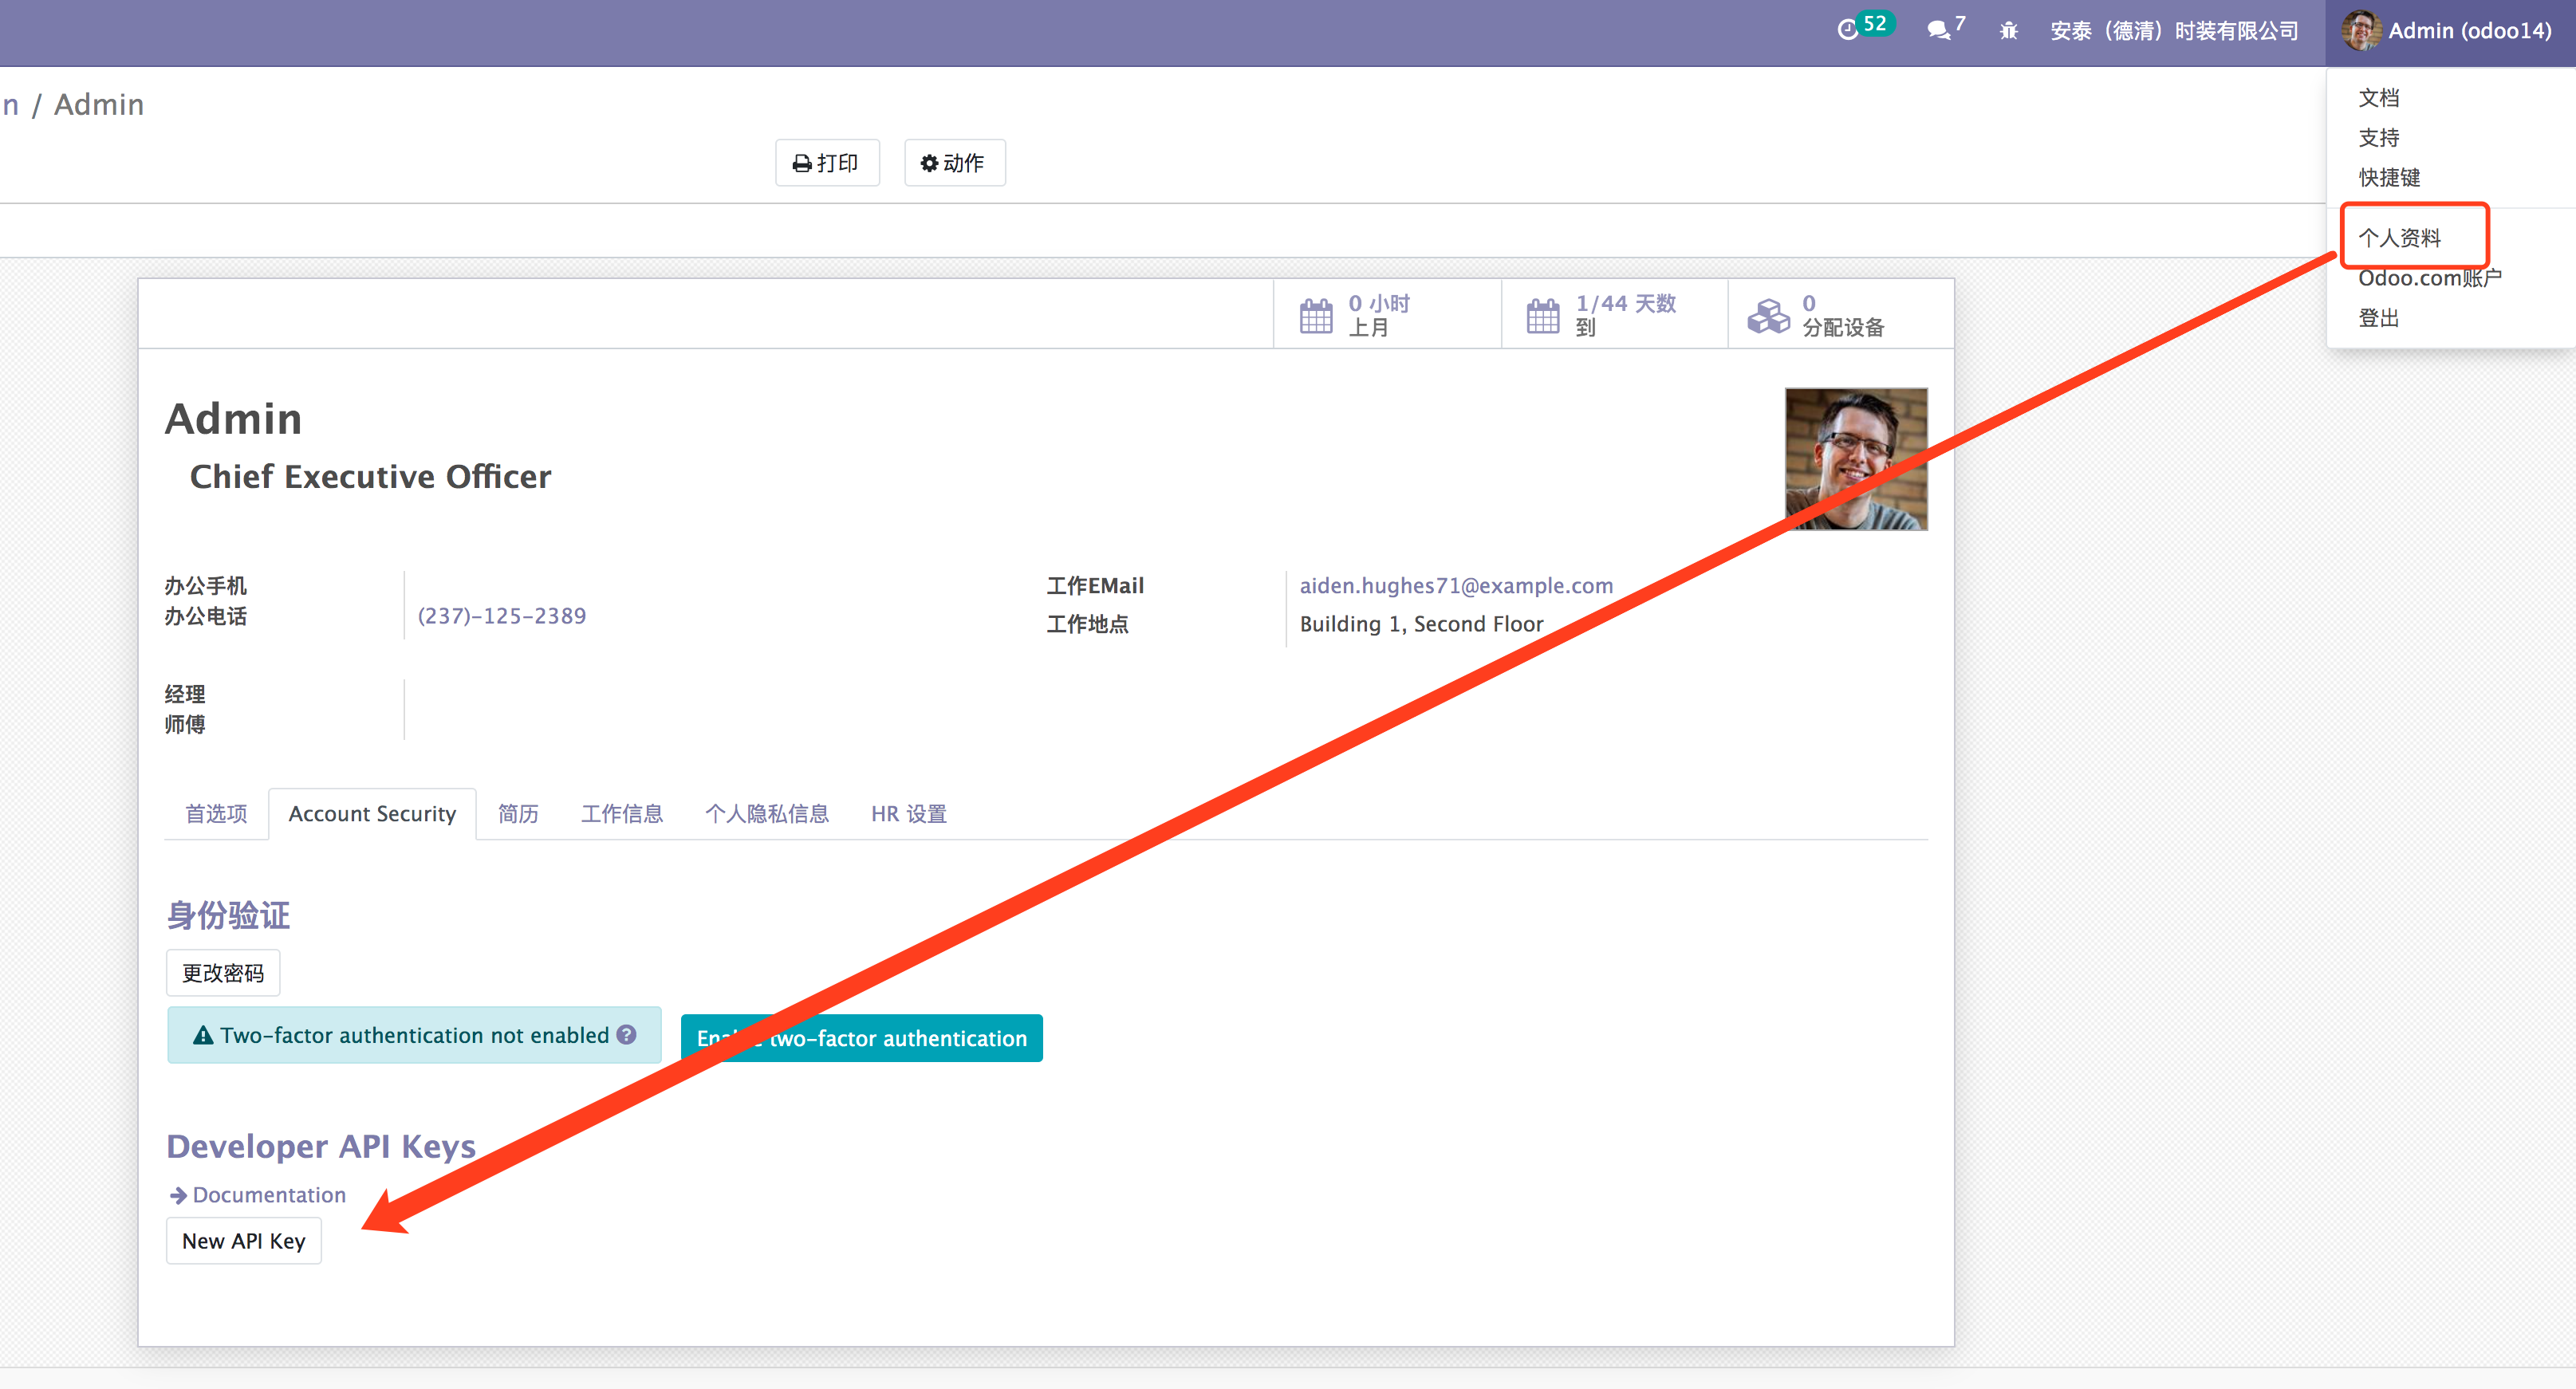 52
7
安泰（德清）时装有限公司
Admin (odoo14)
n / Admin
打印
动作
文档
支持
快捷键
个人资料
Odoo.com账户
登出
0 小时
上月
1/44 天数
到
0
分配设备
Admin
Chief Executive Officer
办公手机
办公电话
(237)-125-2389
工作EMail
aiden.hughes71@example.com
工作地点
Building 1, Second Floor
经理
师傅
首选项
Account Security
简历
工作信息
个人隐私信息
HR 设置
身份验证
更改密码
Two-factor authentication not enabled
two-factor authentication
Developer API Keys
Documentation
New API Key